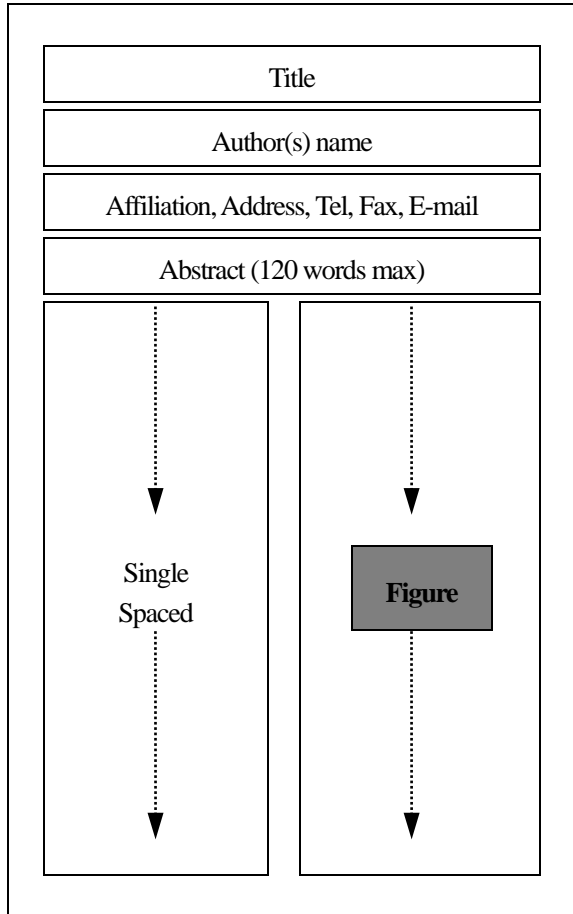 Title
Author(s) name
Affiliation, Address, Tel, Fax, E-mail
Abstract (120 words max)
Single
Spaced
Figure